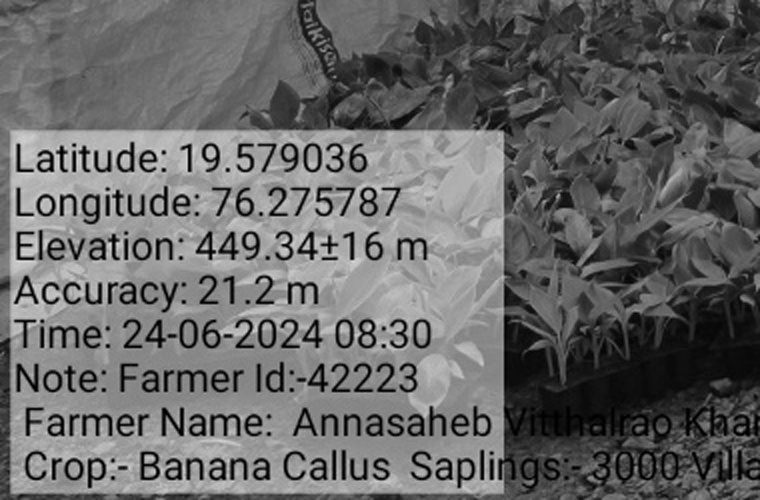 Latitude: 19.579036
Longitude: 76.275787
Elevation: 449.34±16 m
Accuracy: 21.2 m
Time: 24-06-2024 08:30
Note: Farmer Id:-42223
Farmer Name: Annasaheb Vitthalrao
Crop:- Banana Callus Saplings:- 3000